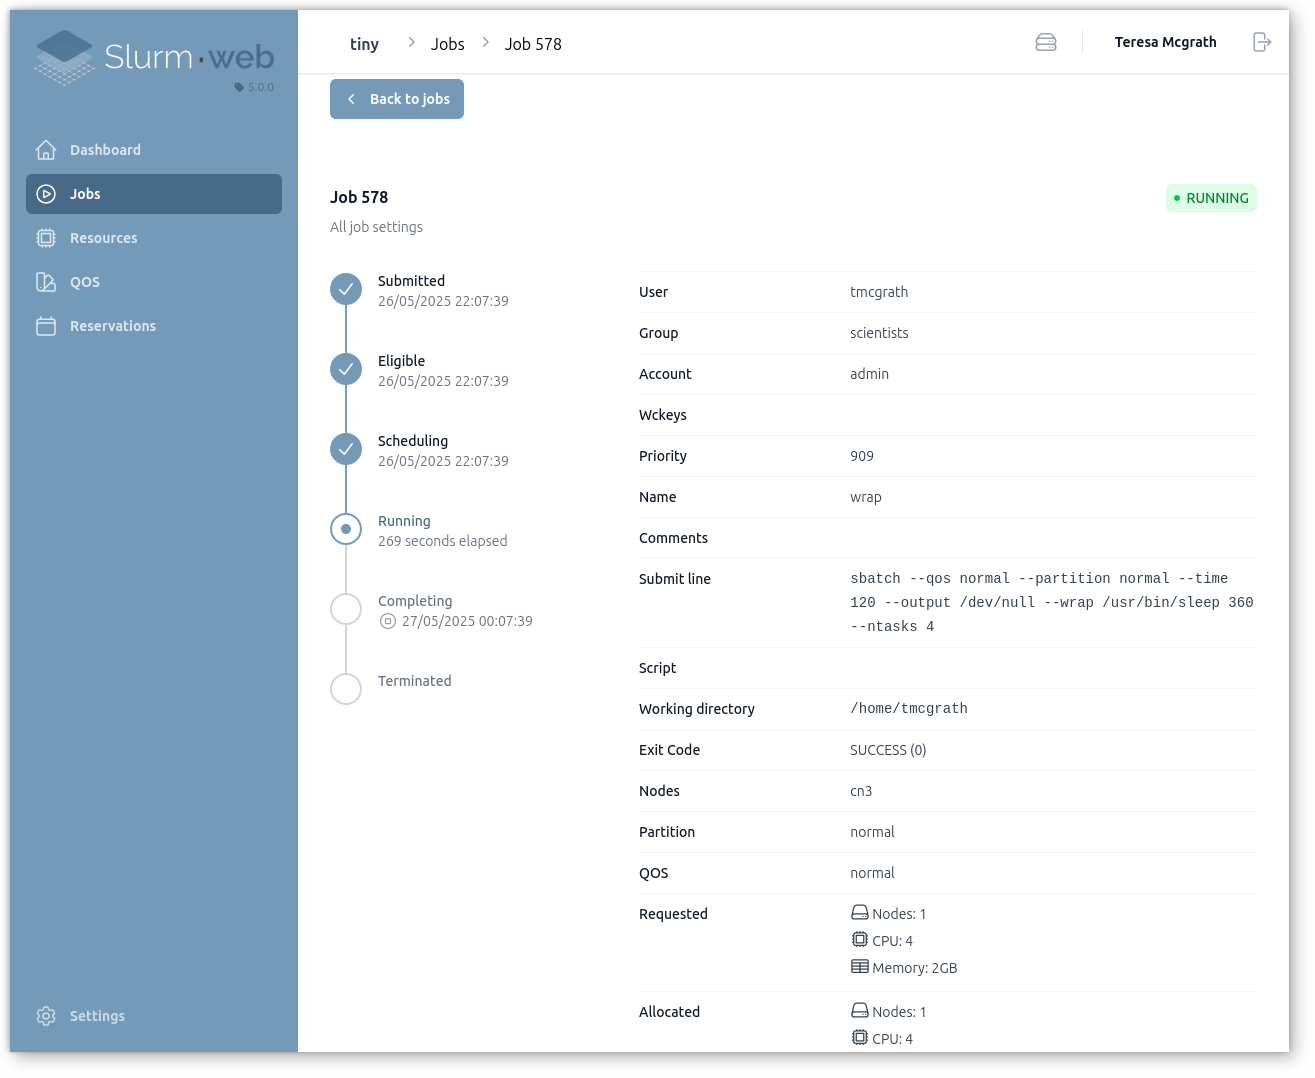 Slurm·web
5.0.0
tiny
Jobs
Job 578
Teresa Mcgrath
Dashboard
Jobs
Resources
QOS
Reservations
Settings
Back to jobs
Job 578
All job settings
RUNNING
Submitted
26/05/2025 22:07:39
Eligible
26/05/2025 22:07:39
Scheduling
26/05/2025 22:07:39
Running
269 seconds elapsed
Completing
27/05/2025 00:07:39
Terminated
User tmcgrath
Group scientists
Account admin
Wckeys
Priority 909
Name wrap
Comments
Submit line sbatch --qos normal --partition normal --time
120 --output /dev/null --wrap /usr/bin/sleep 360
--ntasks 4
Script
Working directory /home/tmcgrath
Exit Code SUCCESS (0)
Nodes cn3
Partition normal
QOS normal
Requested Nodes: 1
CPU: 4
Memory: 2GB
Allocated Nodes: 1
CPU: 4